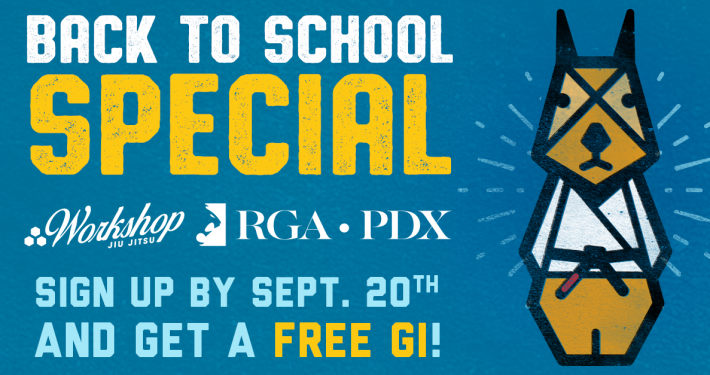 BACK TO SCHOOL
SPECIAL
Workshop RGA • PDX
JIU JITSU
SIGN UP BY SEPT. 20TH
AND GET A FREE GI!